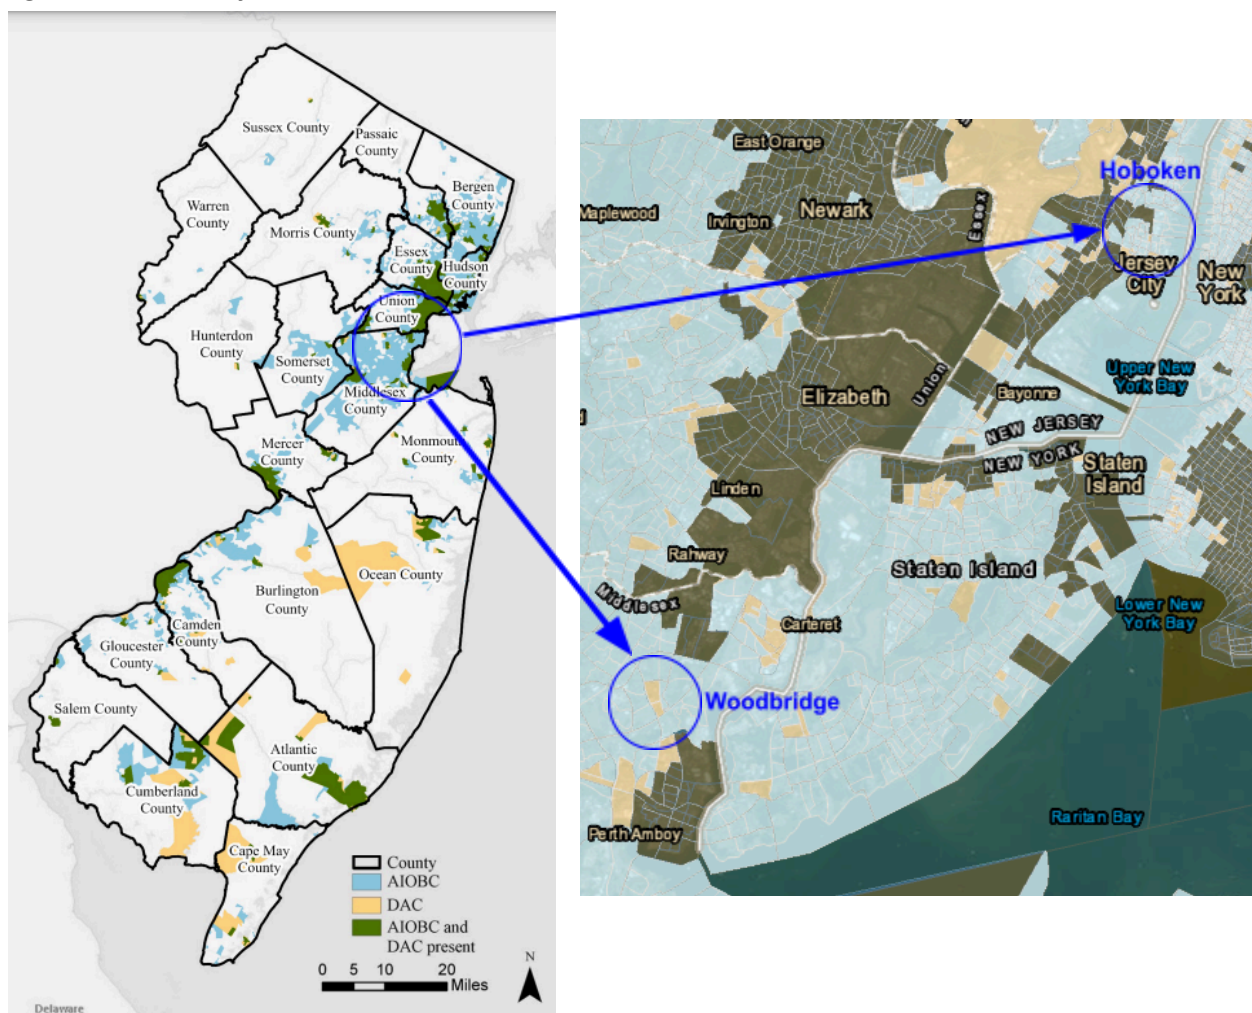 Sussex County
Passaic
County
Bergen
County
Warren
County
Morris County
Essex
County
Hudson
County
Union
County
Hunterdon
County
Somerset
County
Middlesex
County
Mercer
County
Monmouth
County
Ocean County
Burlington
County
Camden
County
Gloucester
County
Salem County
Atlantic
County
Cumberland
County
Cape May
County
County
AIOBC
DAC
AIOBC and
DAC present
0 5 10 20
Miles
N
Delaware
East Orange
Hoboken
Maplewood
Irvington
Newark
Essex
Jersey
City
New
York
Upper New
York Bay
Elizabeth
Union
Bayonne
NEW JERSEY
NEW YORK
Staten
Island
Linden
Rahway
Staten Island
Middlesex
Carteret
Lower New
York Bay
Woodbridge
Raritan Bay
Perth Amboy